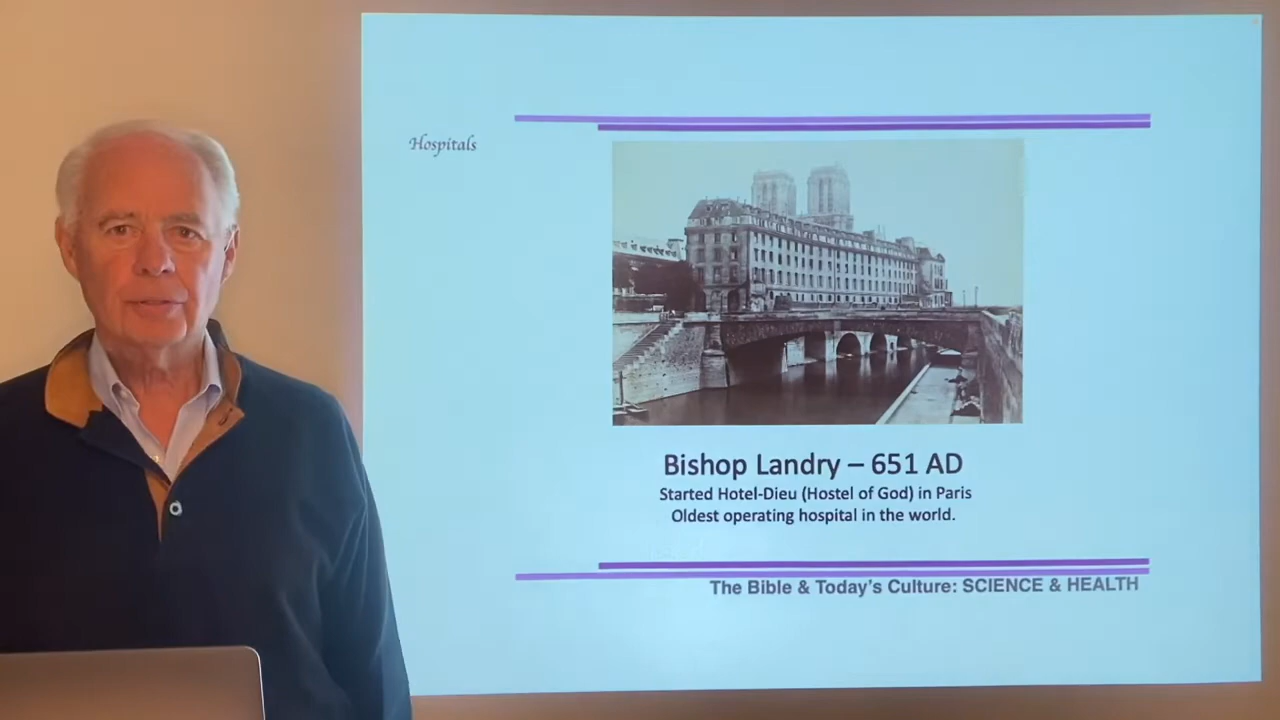 Hospitals
Bishop Landry – 651 AD
Started Hotel-Dieu (Hostel of God) in Paris
Oldest operating hospital in the world.
The Bible & Today's Culture: SCIENCE & HEALTH